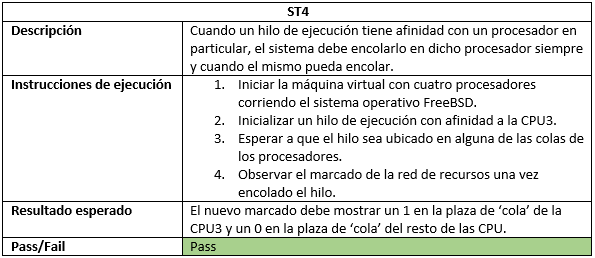 ST4
Descripción
Cuando un hilo de ejecución tiene afinidad con un procesador en
particular, el sistema debe encolarlo en dicho procesador siempre
y cuando el mismo pueda encolar.
Instrucciones de ejecución
1. Iniciar la máquina virtual con cuatro procesadores
corriendo el sistema operativo FreeBSD.
2. Inicializar un hilo de ejecución con afinidad a la CPU3.
3. Esperar a que el hilo sea ubicado en alguna de las colas de
los procesadores.
4. Observar el marcado de la red de recursos una vez
encolado el hilo.
Resultado esperado
El nuevo marcado debe mostrar un 1 en la plaza de ‘cola’ de la
CPU3 y un 0 en la plaza de ‘cola’ del resto de las CPU.
Pass/Fail
Pass